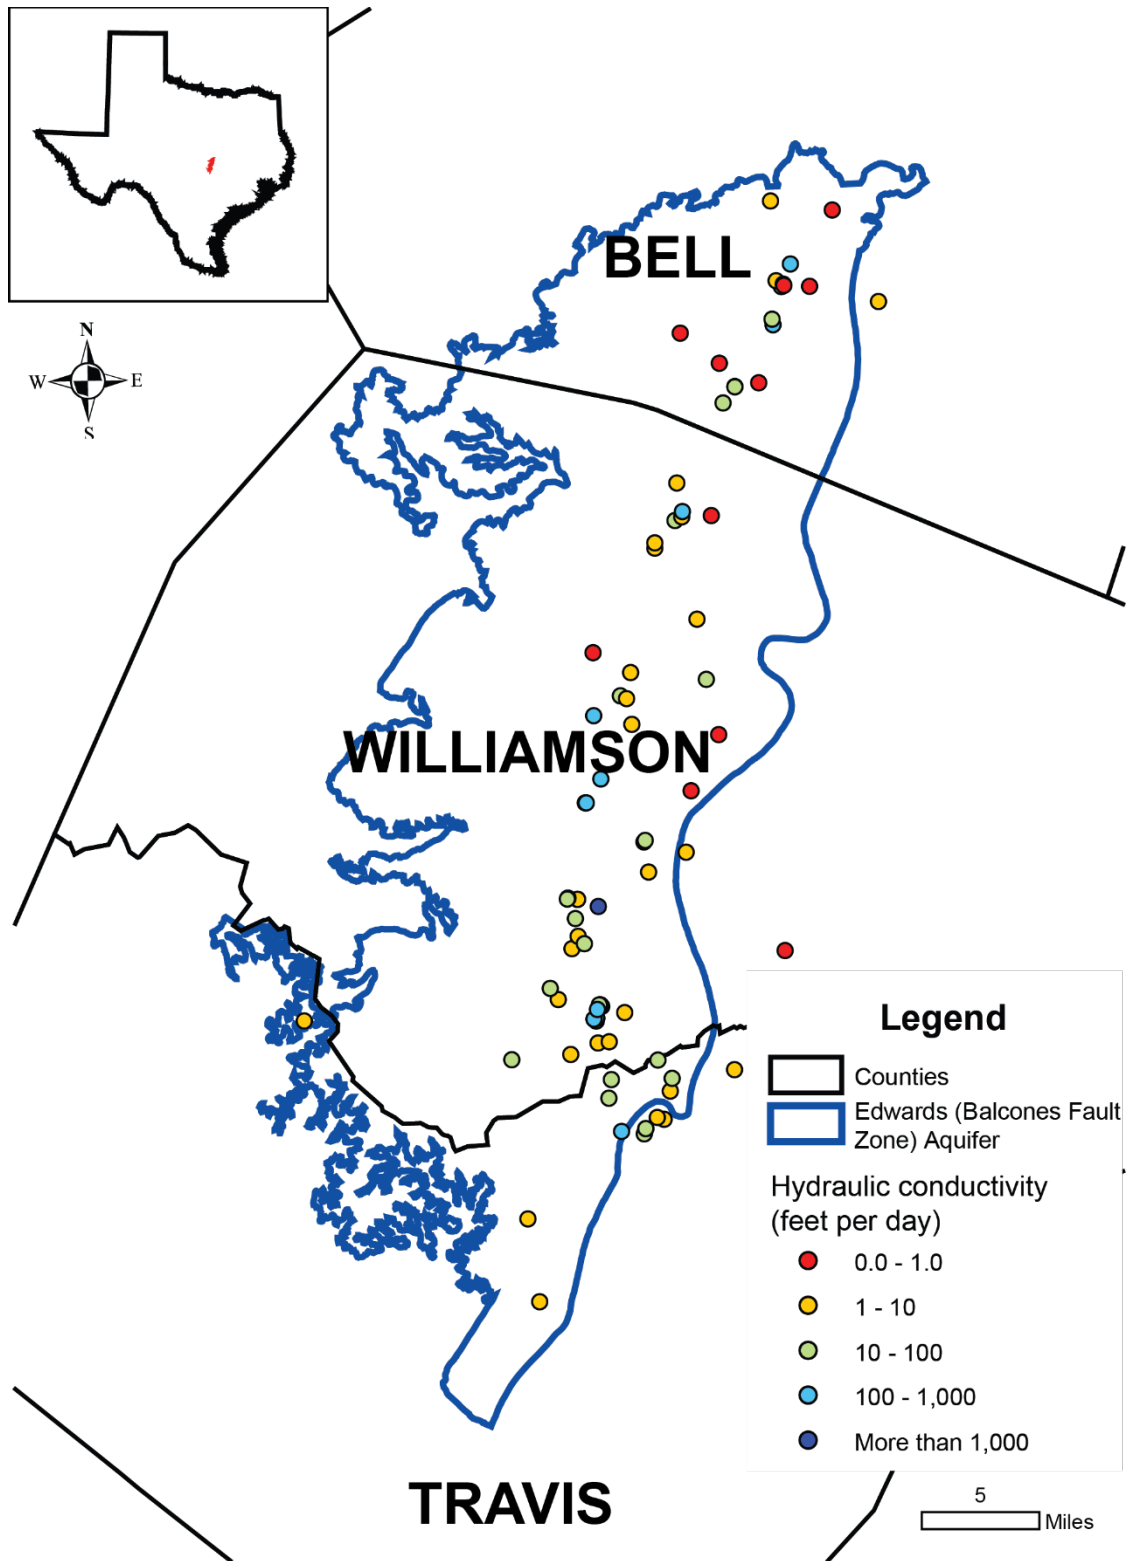 N
W E
S
BELL
WILLIAMSON
TRAVIS
Legend
Counties
Edwards (Balcones Fault
Zone) Aquifer
Hydraulic conductivity
(feet per day)
0.0 - 1.0
1 - 10
10 - 100
100 - 1,000
More than 1,000
5
Miles